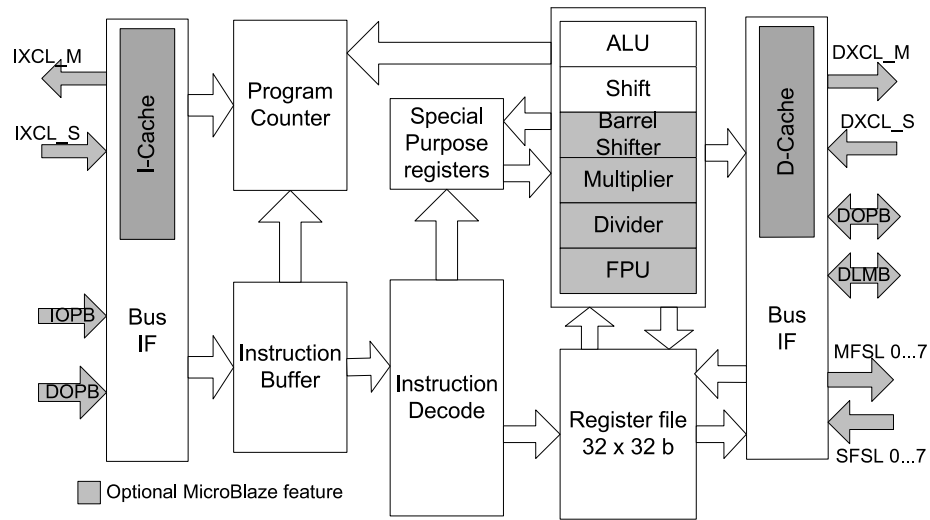 IXCL_M
IXCL_S
I-Cache
IOPB
DOPB
Bus
IF
Program
Counter
Special
Purpose
registers
Instruction
Buffer
Instruction
Decode
ALU
Shift
Barrel
Shifter
Multiplier
Divider
FPU
Register file
32 x 32 b
D-Cache
Bus
IF
DXCL_M
DXCL_S
DOPB
DLMB
MFSL 0...7
SFSL 0...7
Optional MicroBlaze feature